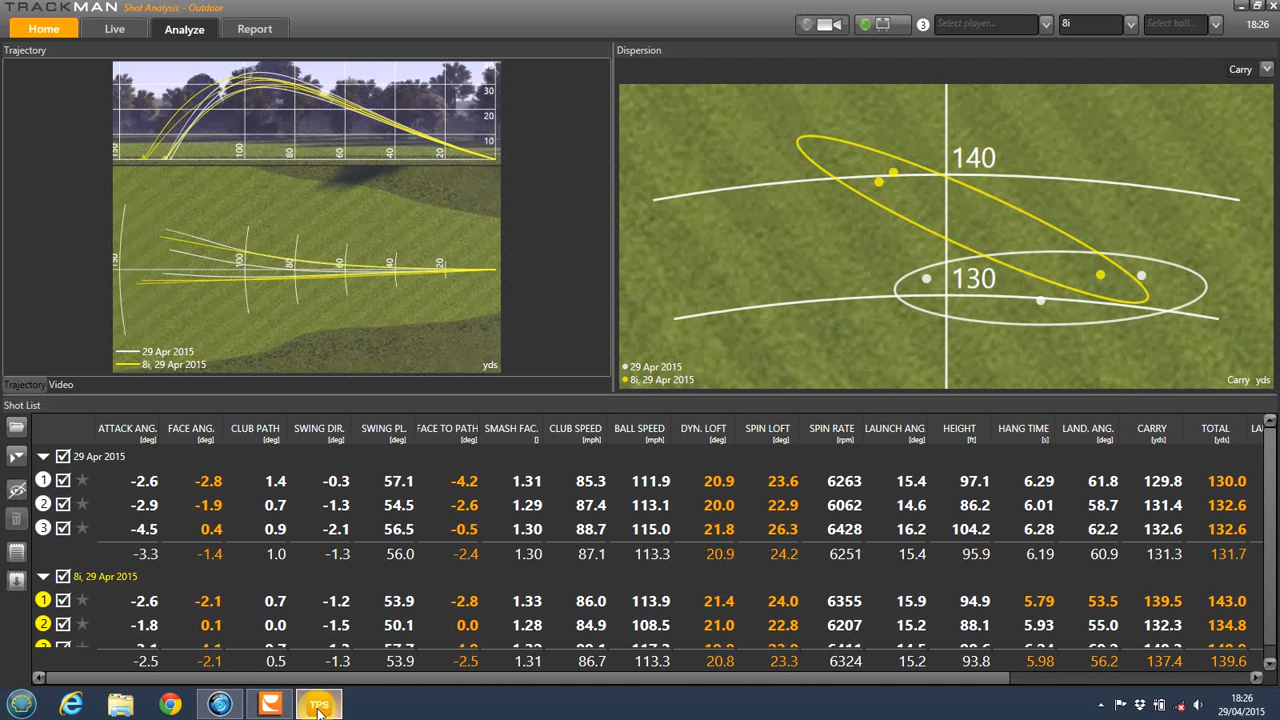 TRACKMAN Shot Analysis - Outdoor
Home Live Analyze Report 3 Select player... 8i Select ball... 18:26
Trajectory Dispersion
Carry
40
30
20
10
150 100 80 60 40 20
140
130
150 100 80 60 40 20
29 Apr 2015
8i, 29 Apr 2015 yds
29 Apr 2015
8i, 29 Apr 2015 Carry yds
Trajectory Video
Shot List
ATTACK ANG. FACE ANG. CLUB PATH SWING DIR. SWING PL. FACE TO PATH SMASH FAC. CLUB SPEED BALL SPEED DYN. LOFT SPIN LOFT SPIN RATE LAUNCH ANG. HEIGHT HANG TIME LAND. ANG. CARRY TOTAL LA
[deg] [deg] [deg] [deg] [deg] [deg] [] [mph] [mph] [deg] [deg] [rpm] [deg] [ft] [s] [deg] [yds] [yds]
29 Apr 2015
1 -2.6 -2.8 1.4 -0.3 57.1 -4.2 1.31 85.3 111.9 20.9 23.6 6263 15.4 97.1 6.29 61.8 129.8 130.0
2 -2.9 -1.9 0.7 -1.3 54.5 -2.6 1.29 87.4 113.1 20.0 22.9 6062 14.6 86.2 6.01 58.7 131.4 132.6
3 -4.5 0.4 0.9 -2.1 56.5 -0.5 1.30 88.7 115.0 21.8 26.3 6428 16.2 104.2 6.28 62.2 132.6 132.6
-3.3 -1.4 1.0 -1.3 56.0 -2.4 1.30 87.1 113.3 20.9 24.2 6251 15.4 95.9 6.19 60.9 131.3 131.7
8i, 29 Apr 2015
1 -2.6 -2.1 0.7 -1.2 53.9 -2.8 1.33 86.0 113.9 21.4 24.0 6355 15.9 94.9 5.79 53.5 139.5 143.0
2 -1.8 0.1 0.0 -1.5 50.1 0.0 1.28 84.9 108.5 21.0 22.8 6207 15.2 88.1 5.93 55.0 132.3 134.8
-2.5 -2.1 0.5 -1.3 53.9 -2.5 1.31 86.7 113.3 20.8 23.3 6324 15.2 93.8 5.98 56.2 137.4 139.6
TPS
18:26
29/04/2015